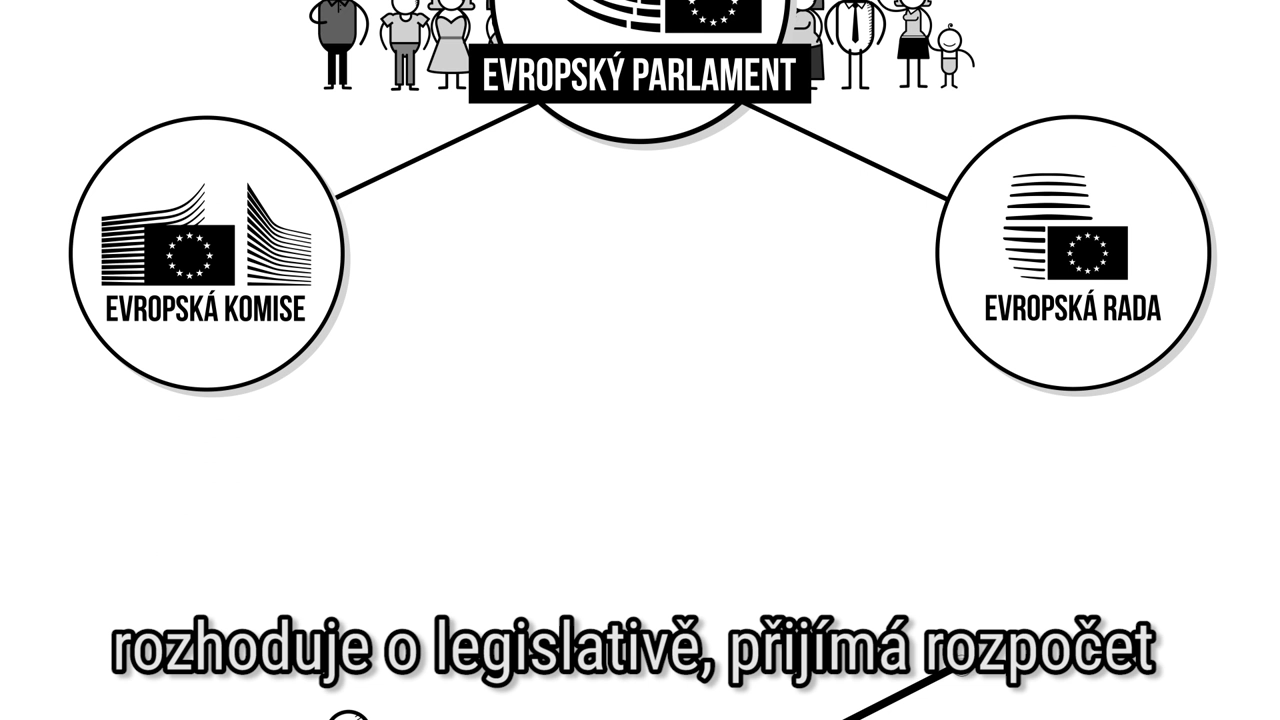 EVROPSKÝ PARLAMENT
EVROPSKÁ KOMISE
EVROPSKÁ RADA
rozhoduje o legislativě, přijímá rozpočet